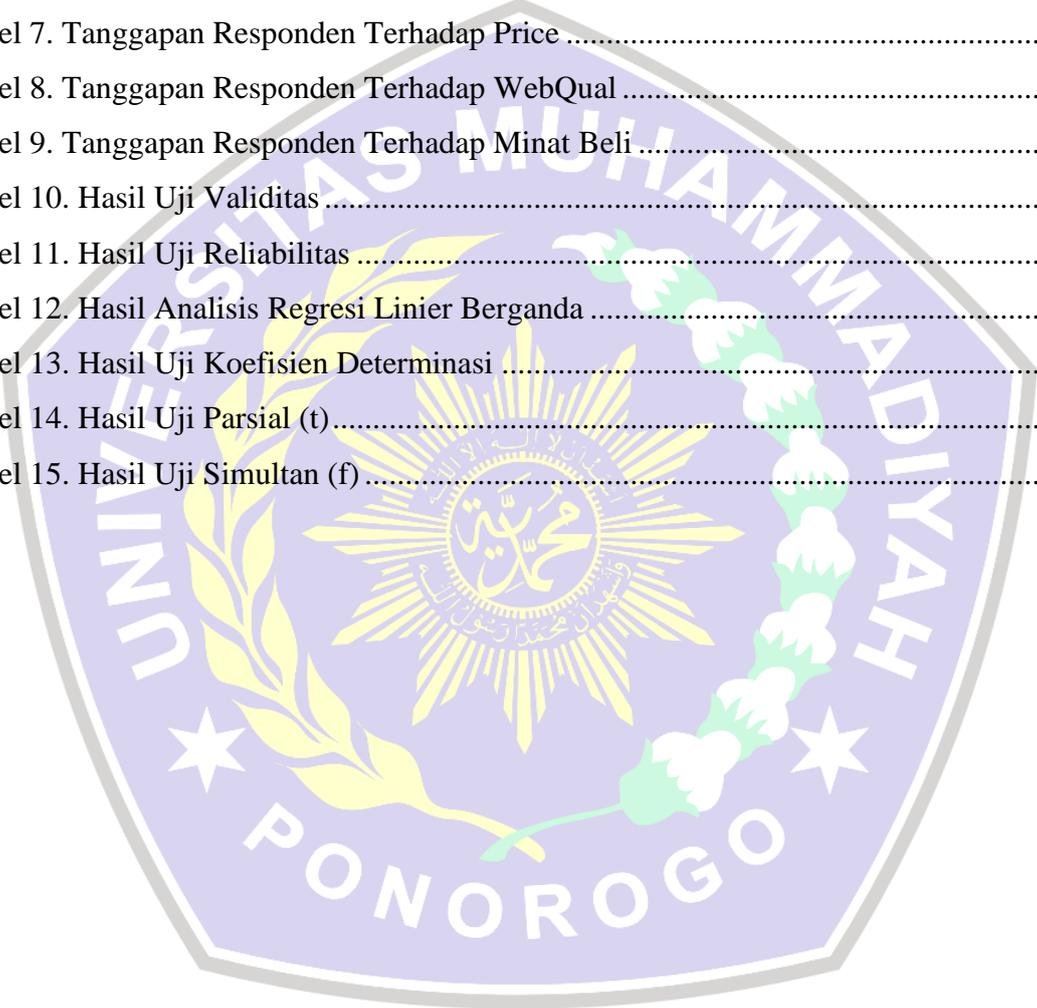 el 7. Tanggapan Responden Terhadap Price ........................................................
el 8. Tanggapan Responden Terhadap WebQual .................................................
el 9. Tanggapan Responden Terhadap Minat Beli ...............................................
el 10. Hasil Uji Validitas .....................................................................................
el 11. Hasil Uji Reliabilitas .................................................................................
el 12. Hasil Analisis Regresi Linier Berganda .....................................................
el 13. Hasil Uji Koefisien Determinasi ................................................................
el 14. Hasil Uji Parsial (t) ....................................................................................
el 15. Hasil Uji Simultan (f) ................................................................................
UNIVERSITAS MUHAMMADIYAH
محمدية
PONOROGO